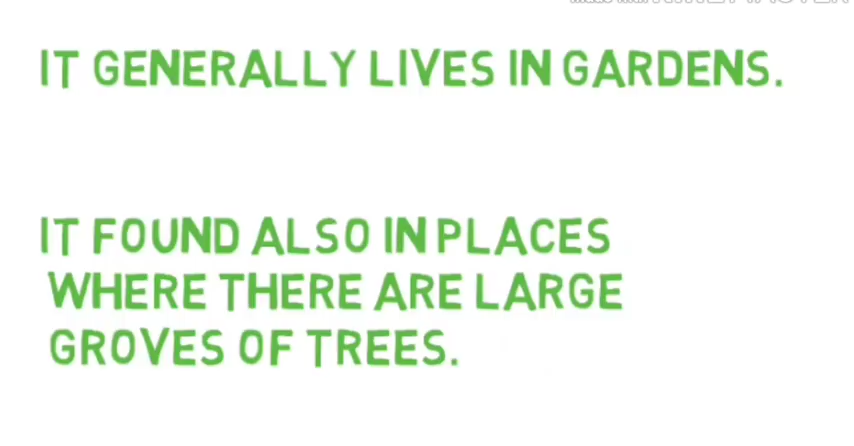 IT GENERALLY LIVES IN GARDENS.
IT FOUND ALSO IN PLACES
WHERE THERE ARE LARGE
GROVES OF TREES.